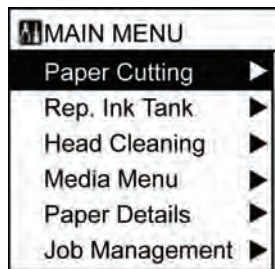 MAIN MENU
Paper Cutting
Rep. Ink Tank
Head Cleaning
Media Menu
Paper Details
Job Management